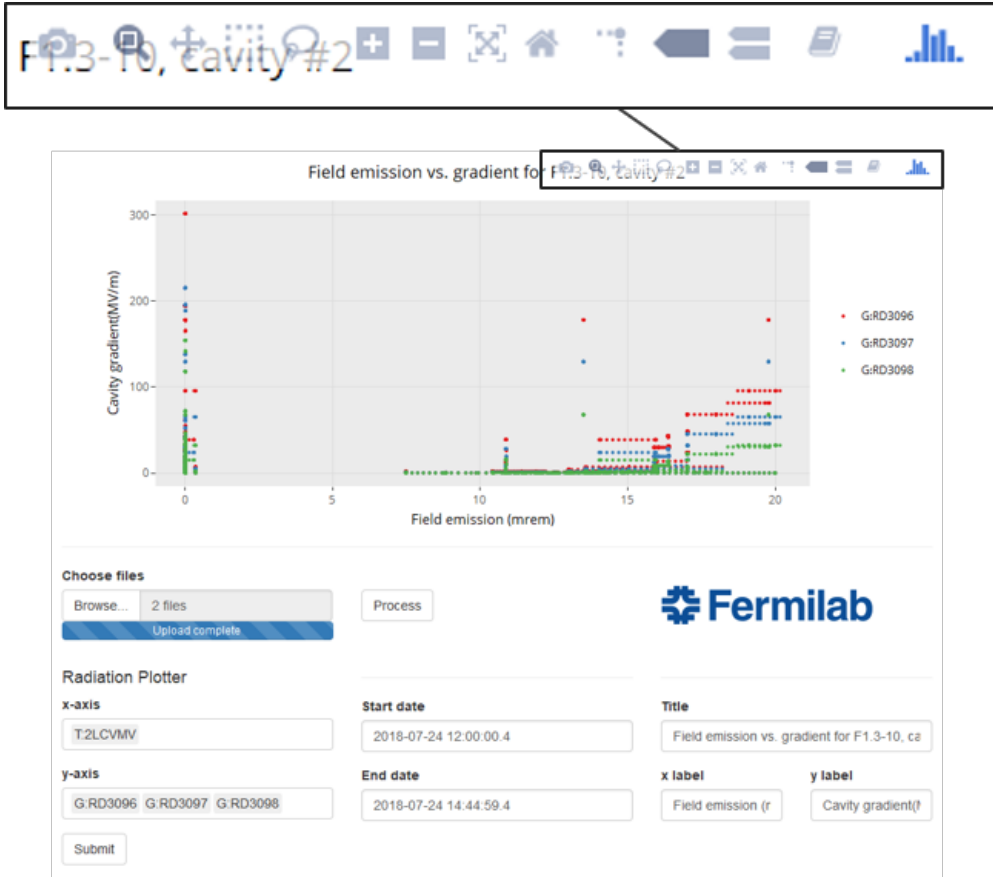 F1.3-10, cavity #2
Field emission vs. gradient for F1.3-10, cavity #2
300
200
100
0
Cavity gradient(MV/m)
0 5 10 15 20
Field emission (mrem)
G:RD3096
G:RD3097
G:RD3098
Choose files
Browse... 2 files Process
Upload complete
Fermilab
Radiation Plotter
x-axis Start date Title
T:2LCVMV 2018-07-24 12:00:00.4 Field emission vs. gradient for F1.3-10, ca
y-axis End date x label y label
G:RD3096 G:RD3097 G:RD3098 2018-07-24 14:44:59.4 Field emission (r Cavity gradient(
Submit